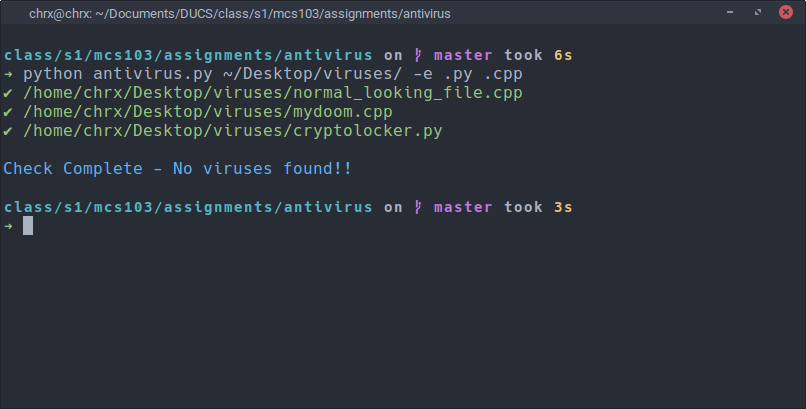 chrx@chrx: ~/Documents/DUCS/class/s1/mcs103/assignments/antivirus
class/s1/mcs103/assignments/antivirus on master took 6s
➜ python antivirus.py ~/Desktop/viruses/ -e .py .cpp
✔ /home/chrx/Desktop/viruses/normal_looking_file.cpp
✔ /home/chrx/Desktop/viruses/mydoom.cpp
✔ /home/chrx/Desktop/viruses/cryptolocker.py
Check Complete - No viruses found!!
class/s1/mcs103/assignments/antivirus on master took 3s
➜